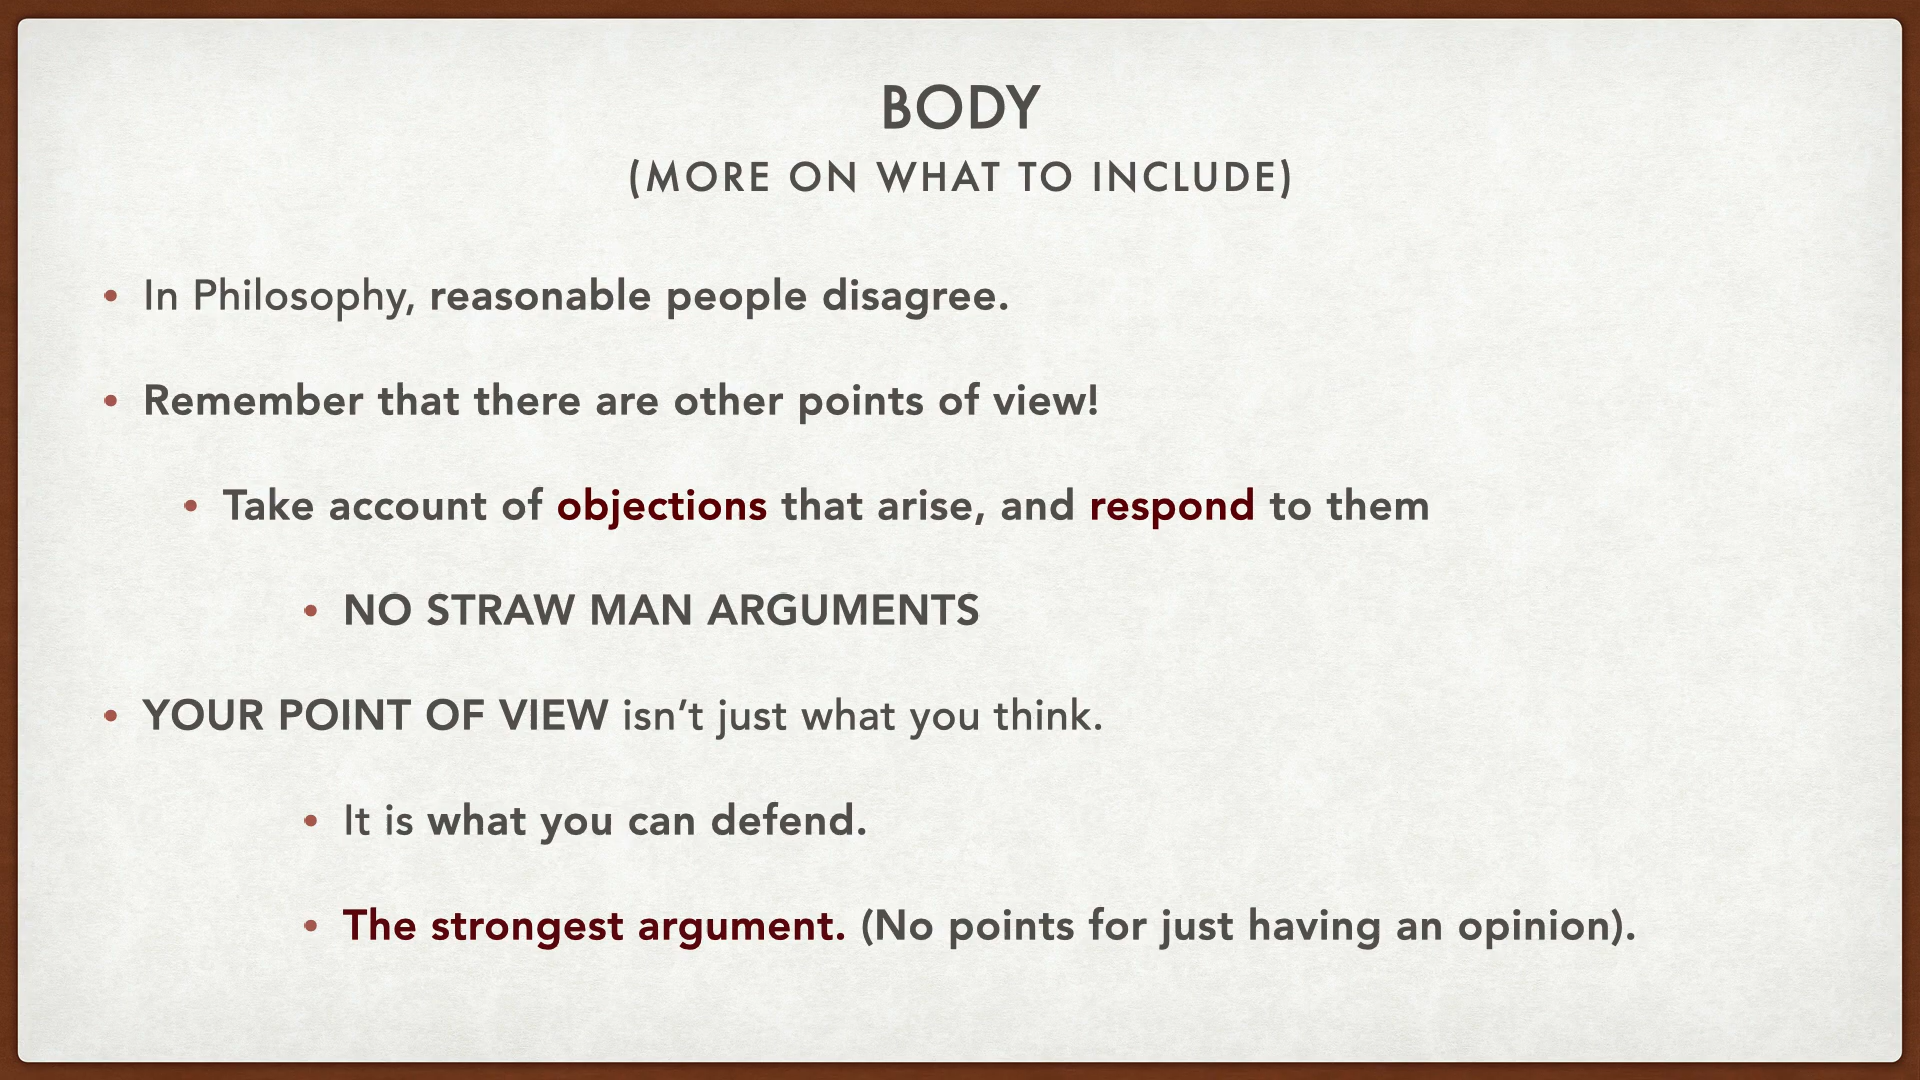 BODY
(MORE ON WHAT TO INCLUDE)
• In Philosophy, reasonable people disagree.
• Remember that there are other points of view!
• Take account of objections that arise, and respond to them
• NO STRAW MAN ARGUMENTS
• YOUR POINT OF VIEW isn’t just what you think.
• It is what you can defend.
• The strongest argument. (No points for just having an opinion).